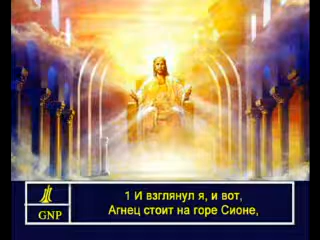 1 И взглянул я, и вот,
Агнец стоит на горе Сионе,
GNP